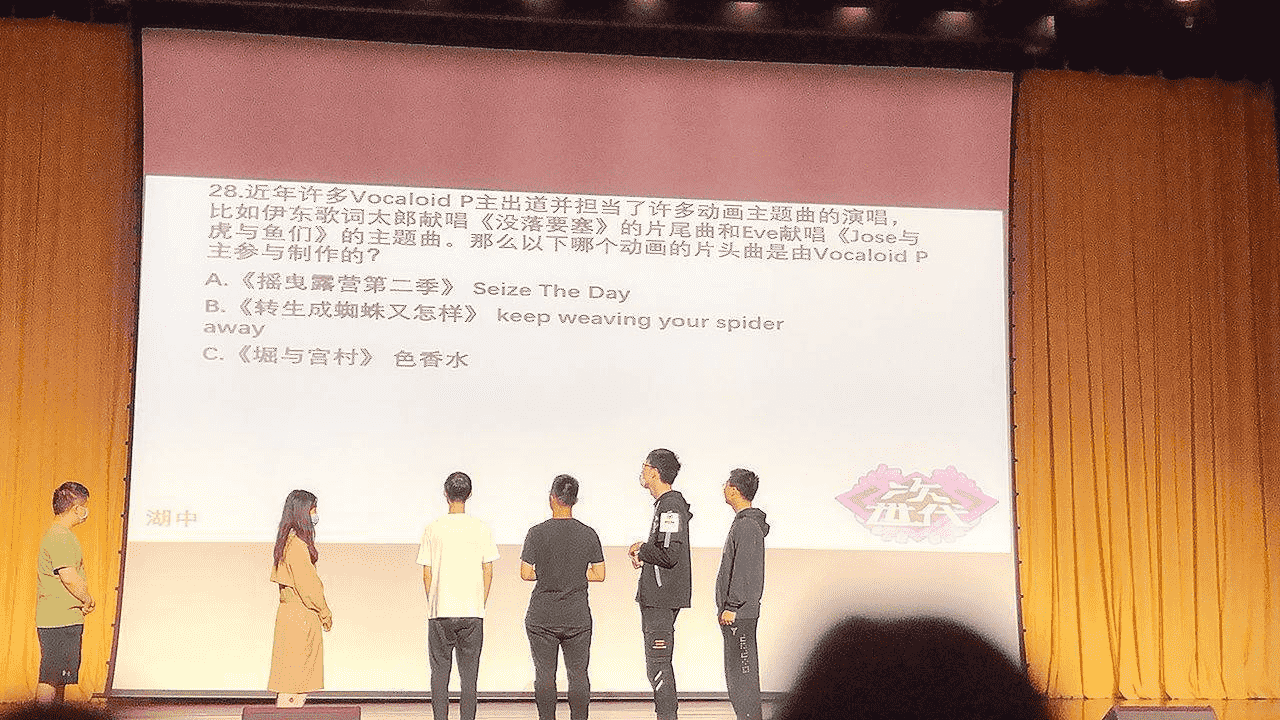 28.近年许多Vocaloid P主出道并担当了许多动画主题曲的演唱，
比如伊东歌词太郎献唱《没落要塞》的片尾曲和Eve献唱《Jose与
虎与鱼们》的主题曲。那么以下哪个动画的片头曲是由Vocaloid P
主参与制作的？
A.《摇曳露营第二季》 Seize The Day
B.《转生成蜘蛛又怎样》 keep weaving your spider
away
C.《堀与宫村》 色香水
湖中
次
世代